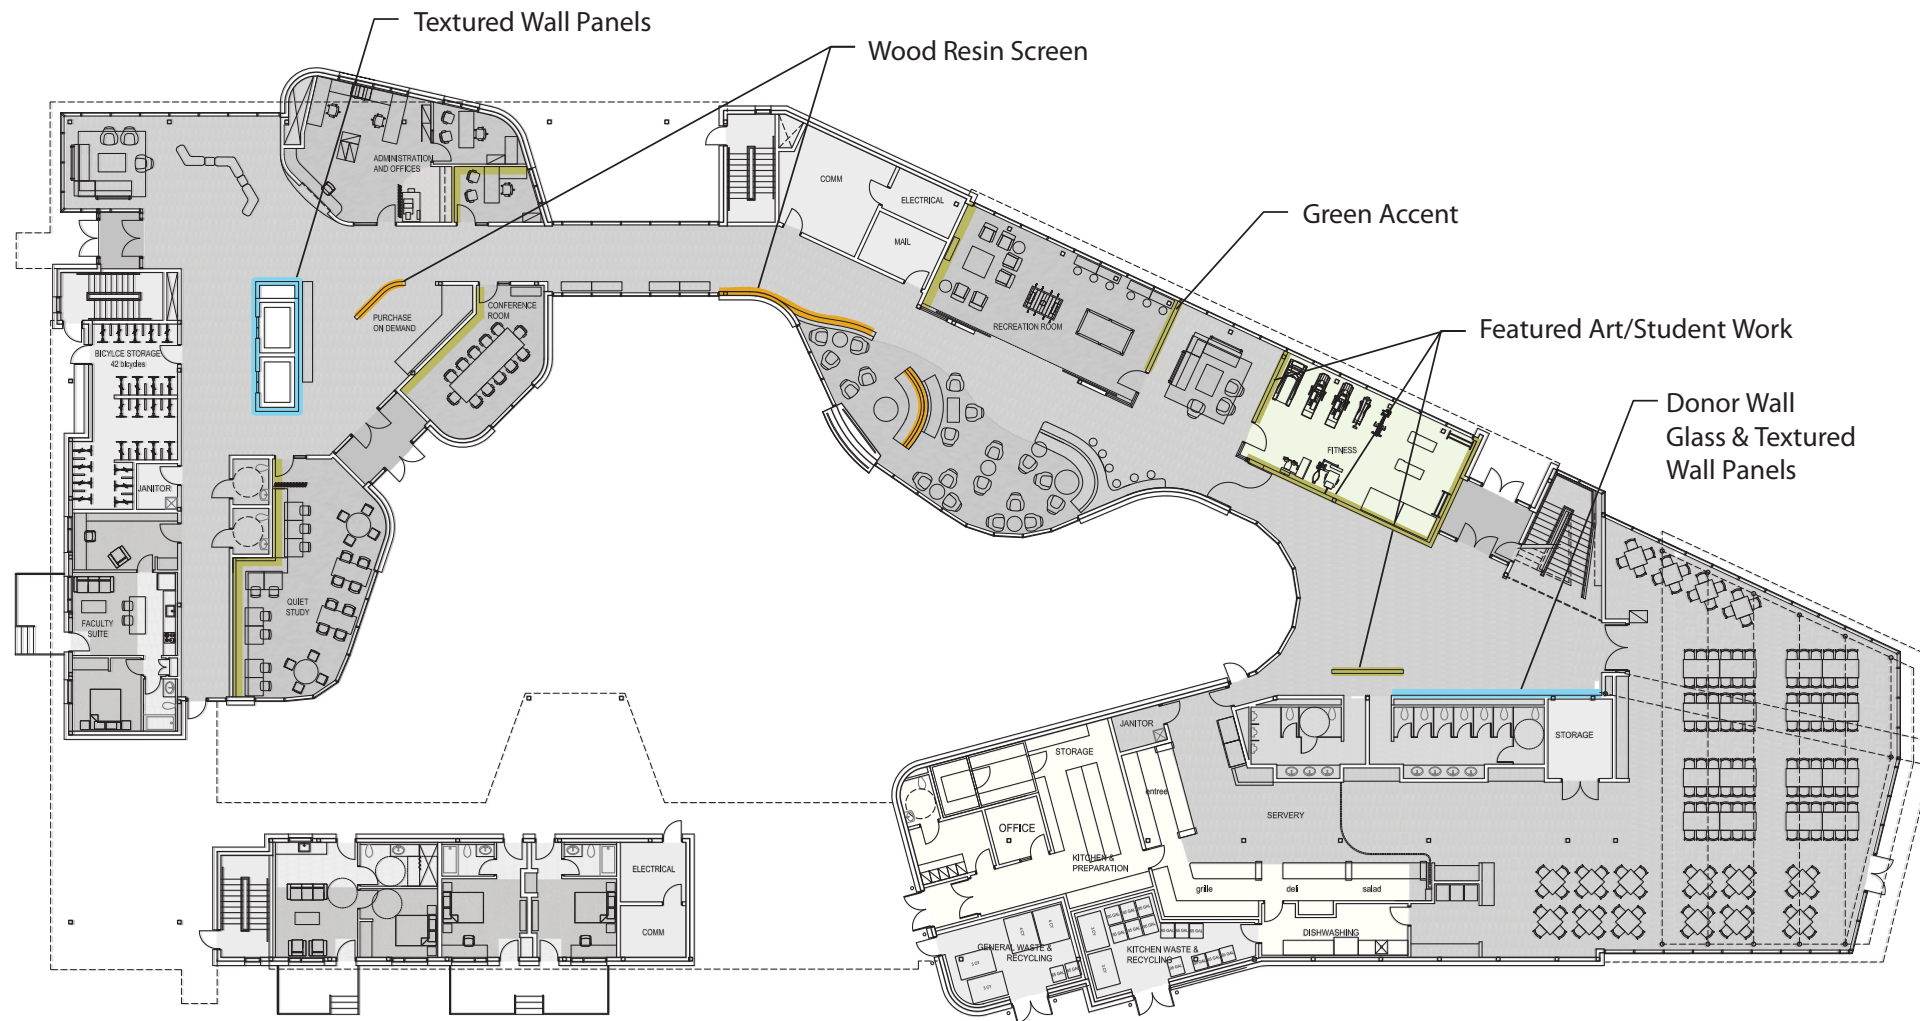 Textured Wall Panels
Wood Resin Screen
Green Accent
Featured Art/Student Work
Donor Wall
Glass & Textured
Wall Panels
ADMINISTRATION
AND OFFICES
COMM
ELECTRICAL
MAIL
RECREATION ROOM
PURCHASE
ON DEMAND
CONFERENCE
ROOM
BICYLCE STORAGE
42 bicycles
JANITOR
FITNESS
QUIET
STUDY
FACULTY
SUITE
JANITOR
STORAGE
STORAGE
entree
SERVERY
OFFICE
KITCHEN &
PREPARATION
grille
deli
salad
DISHWASHING
ELECTRICAL
COMM
GENERAL WASTE &
RECYCLING
KITCHEN WASTE &
RECYCLING